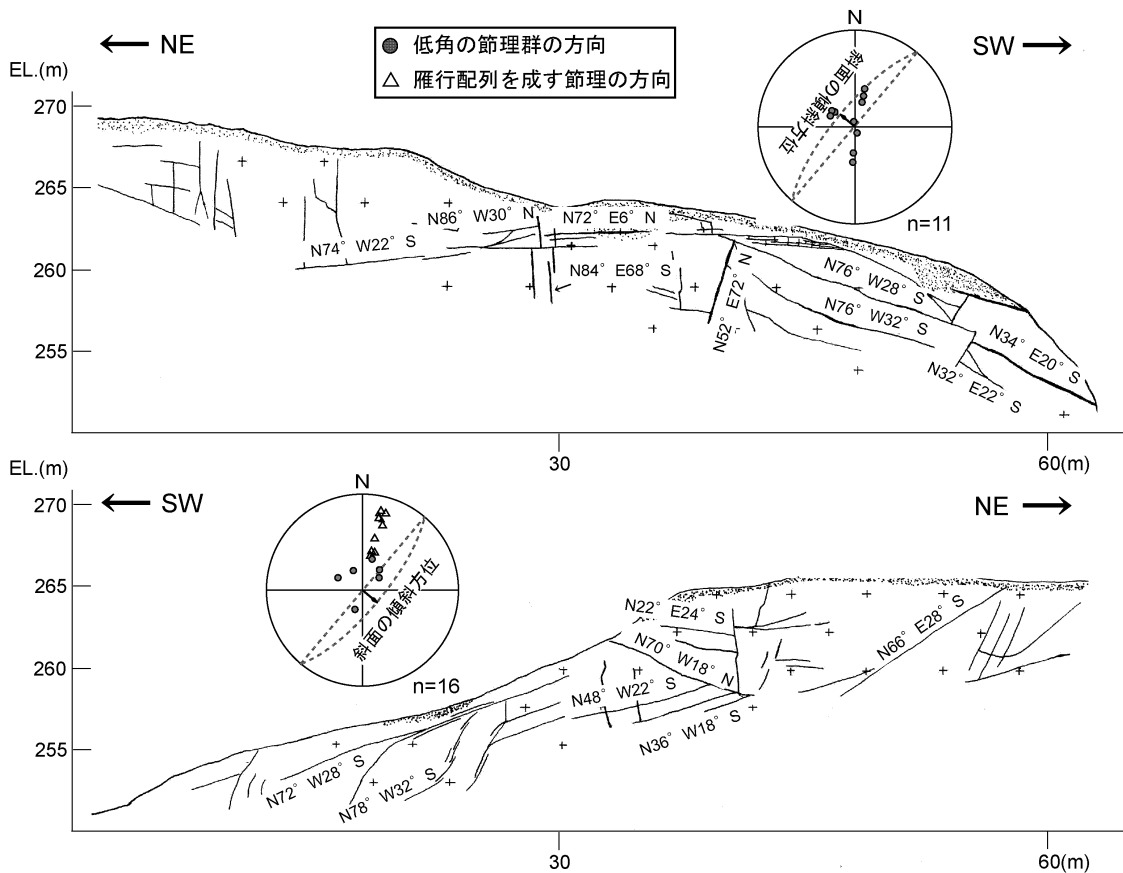 NE
低角の節理群の方向
雁行配列を成す節理の方向
N
SW
EL.(m)
270
265
260
255
斜面の傾斜方位
n=11
N86° W30° N
N72° E6° N
N74° W22° S
N84° E68° S
N52° E72° N
N76° W28° S
N76° W32° S
N34° E20° S
N32° E22° S
30
60(m)
EL.(m)
SW
N
NE
270
265
260
255
斜面の傾斜方位
n=16
N22° E24° S
N70° W18° N
N66° E28° S
N48° W22° S
N36° W18° S
N72° W28° S
N78° W32° S
30
60(m)